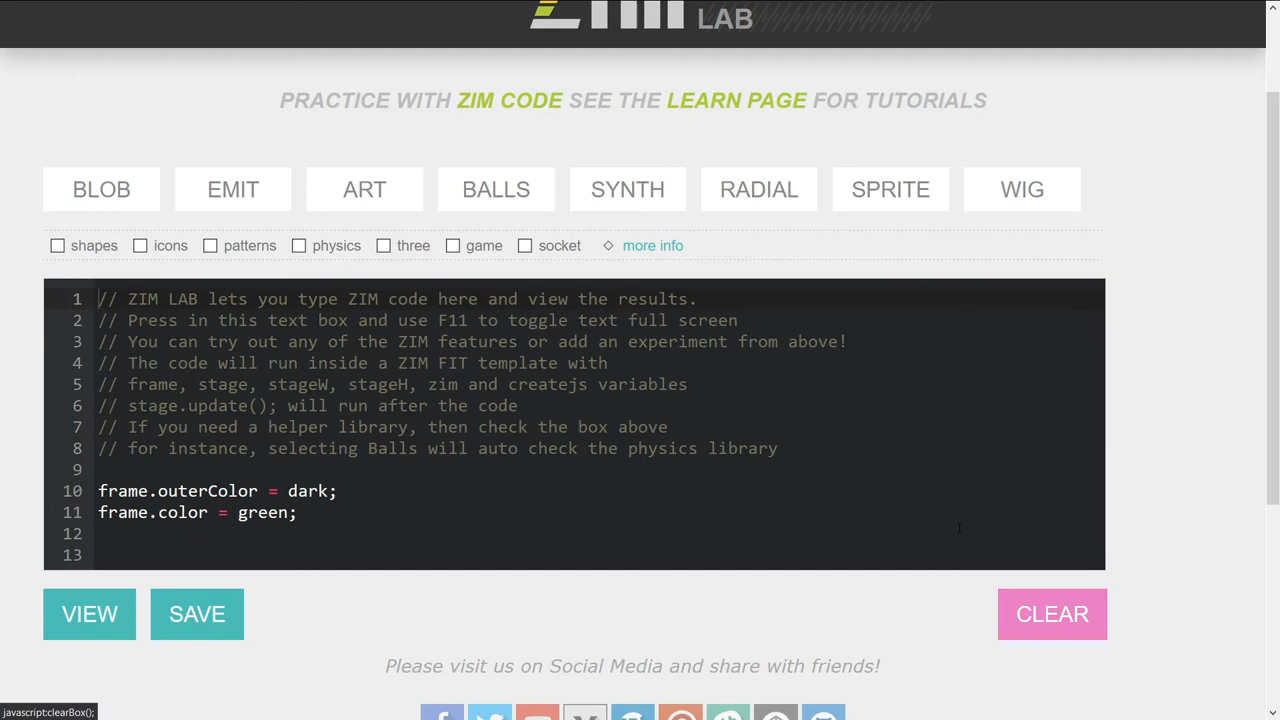 ZIM LAB
PRACTICE WITH ZIM CODE SEE THE LEARN PAGE FOR TUTORIALS
BLOB EMIT ART BALLS SYNTH RADIAL SPRITE WIG
shapes icons patterns physics three game socket more info
1 // ZIM LAB lets you type ZIM code here and view the results.
2 // Press in this text box and use F11 to toggle text full screen
3 // You can try out any of the ZIM features or add an experiment from above!
4 // The code will run inside a ZIM FIT template with
5 // frame, stage, stageW, stageH, zim and createjs variables
6 // stage.update(); will run after the code
7 // If you need a helper library, then check the box above
8 // for instance, selecting Balls will auto check the physics library
9
10 frame.outerColor = dark;
11 frame.color = green;
12
13
VIEW SAVE CLEAR
Please visit us on Social Media and share with friends!
javascript:clearBox();